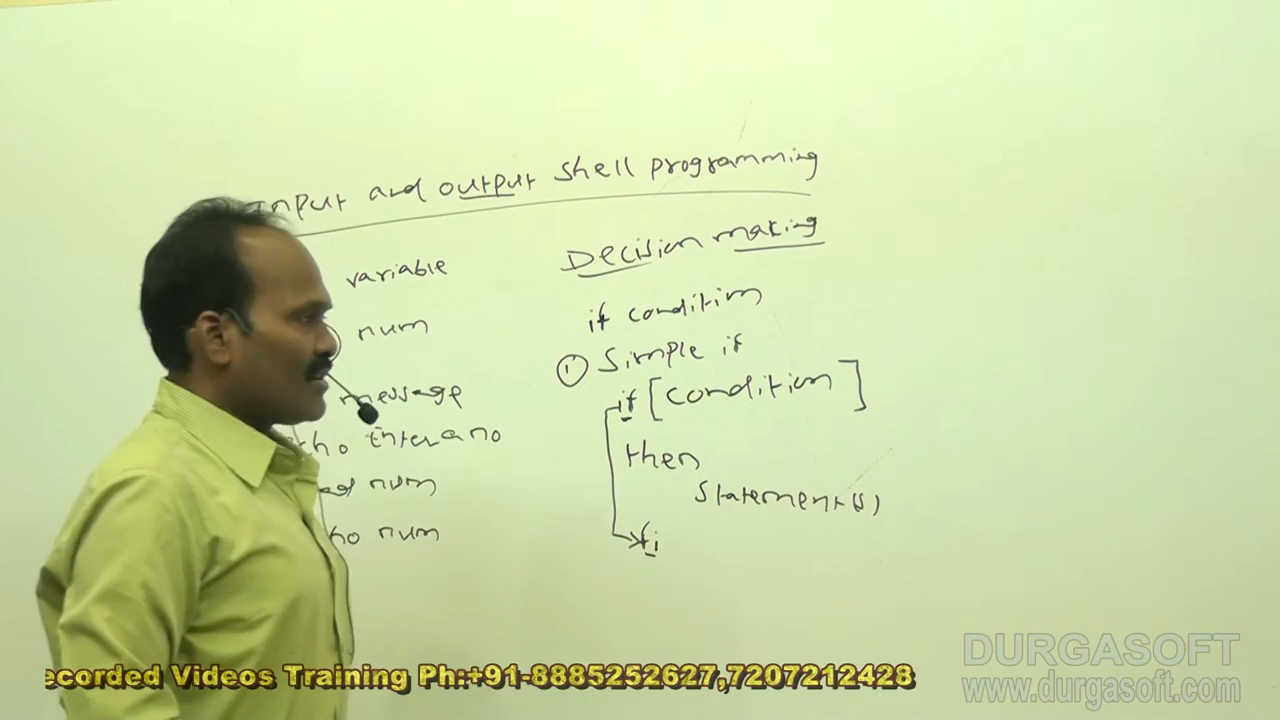 Input and output shell programming
variable
num
message
echo Enter a no
num
num
Decision making
if condition
1 Simple if
if [condition]
then
Statement(s)
fi
ecorded Videos Training Ph:+91-8885252627,7207212428
DURGASOFT
www.durgasoft.com